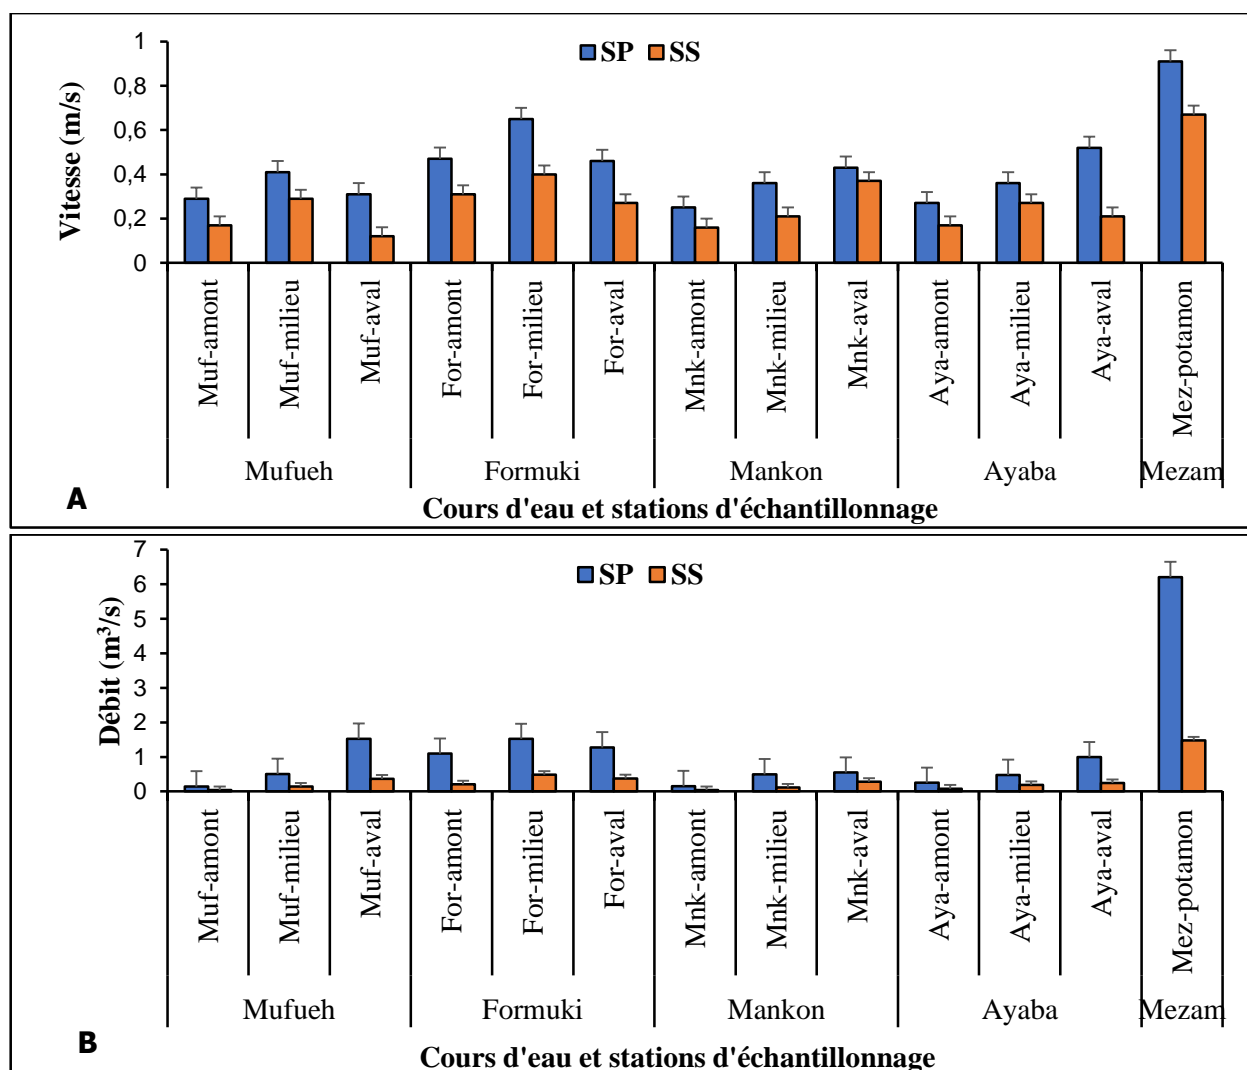 SP SS
Vitesse (m/s)
1
0,8
0,6
0,4
0,2
0
Muf-amont
Muf-milieu
Muf-aval
For-amont
For-milieu
For-aval
Mnk-amont
Mnk-milieu
Mnk-aval
Aya-amont
Aya-milieu
Aya-aval
Mez-potamon
Mufueh Formuki Mankon Ayaba Mezam
A
Cours d'eau et stations d'échantillonnage
SP SS
Débit (m³/s)
7
6
5
4
3
2
1
0
Muf-amont
Muf-milieu
Muf-aval
For-amont
For-milieu
For-aval
Mnk-amont
Mnk-milieu
Mnk-aval
Aya-amont
Aya-milieu
Aya-aval
Mez-potamon
Mufueh Formuki Mankon Ayaba Mezam
B
Cours d'eau et stations d'échantillonnage